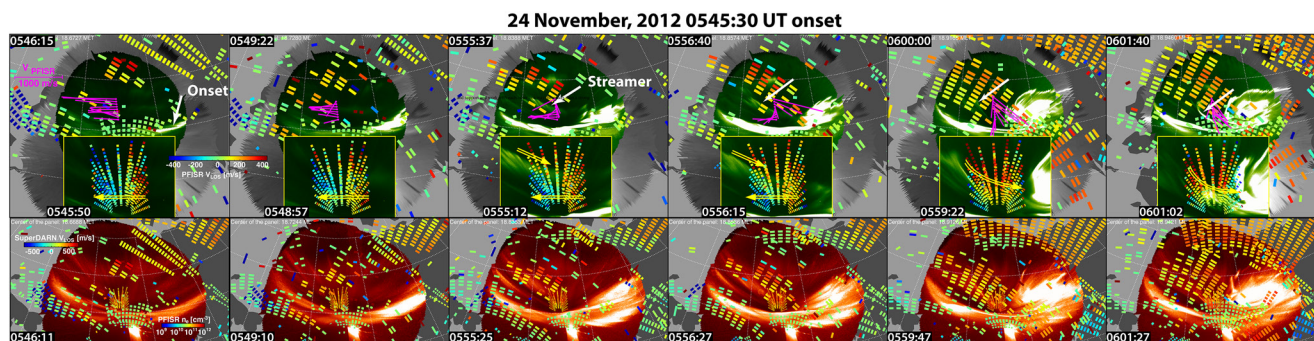 24 November, 2012 0545:30 UT onset
0546:15
0549:22
0555:37
0556:40
0600:00
0601:40
V PFISR
1000 m/s
Onset
Streamer
-400 -200 0 200 400
PFISR VLOS [m/s]
0545:50
0548:57
0555:12
0556:15
0559:22
0601:02
SuperDARN VLOS [m/s]
-500 0 500
PFISR ne [cm-3]
0546:11
0549:10
0555:25
0556:27
0559:47
0601:27